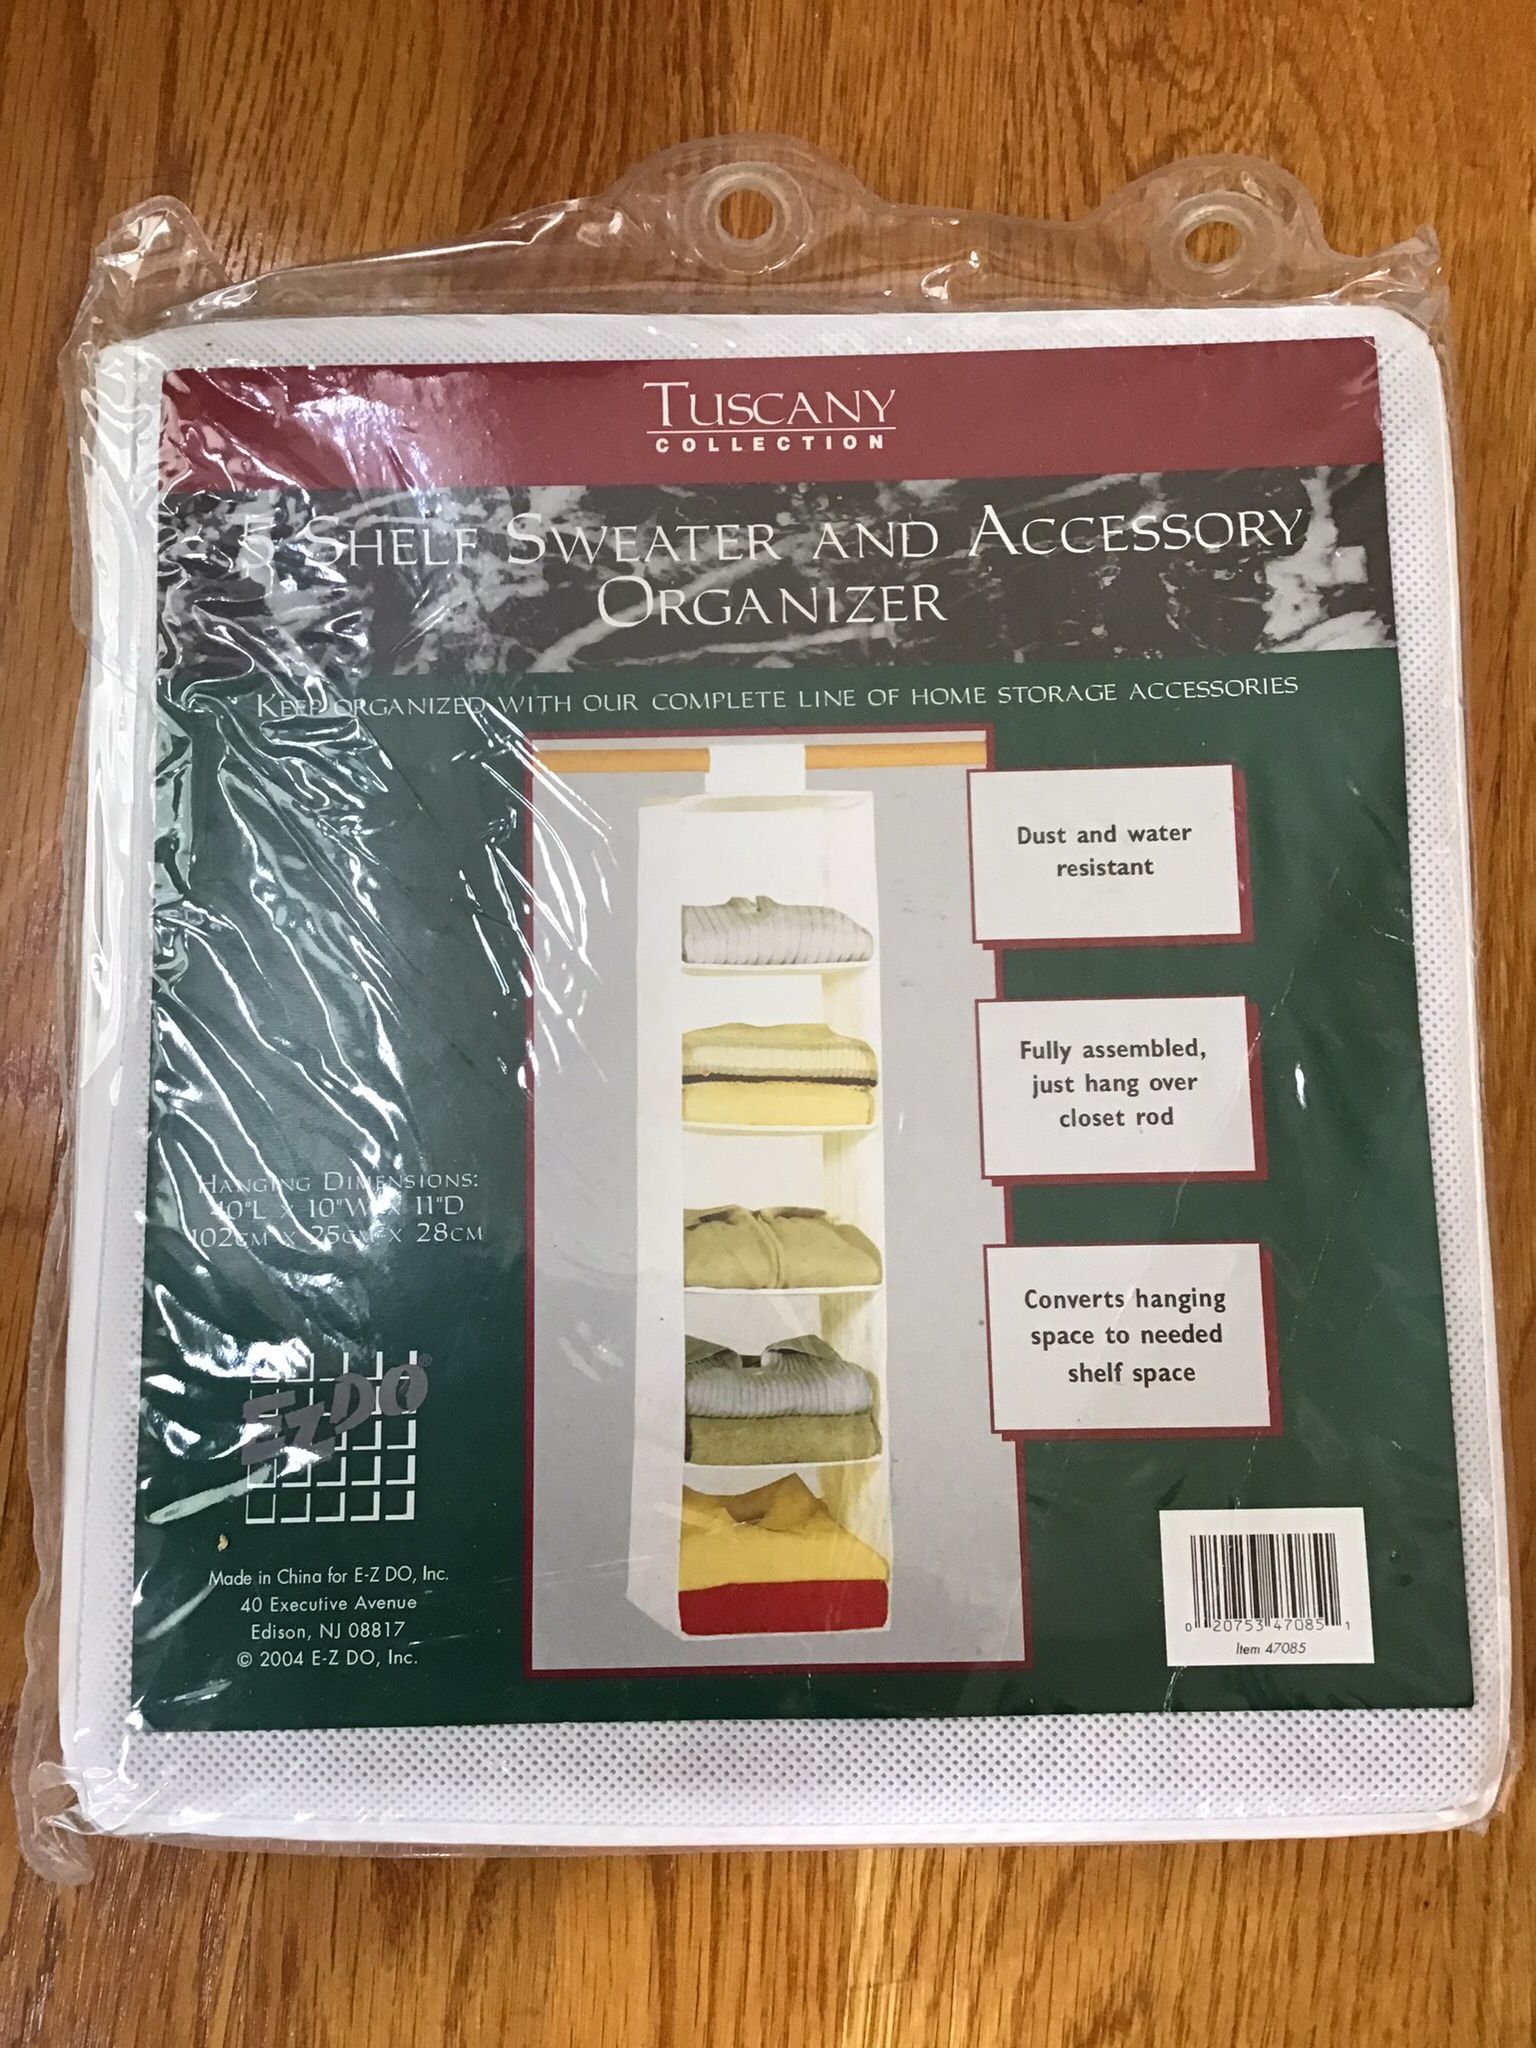 TUSCANY
COLLECTION
5 SHELF SWEATER AND ACCESSORY
ORGANIZER
KEEP ORGANIZED WITH OUR COMPLETE LINE OF HOME STORAGE ACCESSORIES
Dust and water
resistant
Fully assembled,
just hang over
closet rod
Converts hanging
space to needed
shelf space
HANGING DIMENSIONS:
40"L x 10"W x 11"D
102CM x 25CM x 28CM
E-Z DO®
Made in China for E-Z DO, Inc.
40 Executive Avenue
Edison, NJ 08817
© 2004 E-Z DO, Inc.
0 20753 47085 1
Item 47085